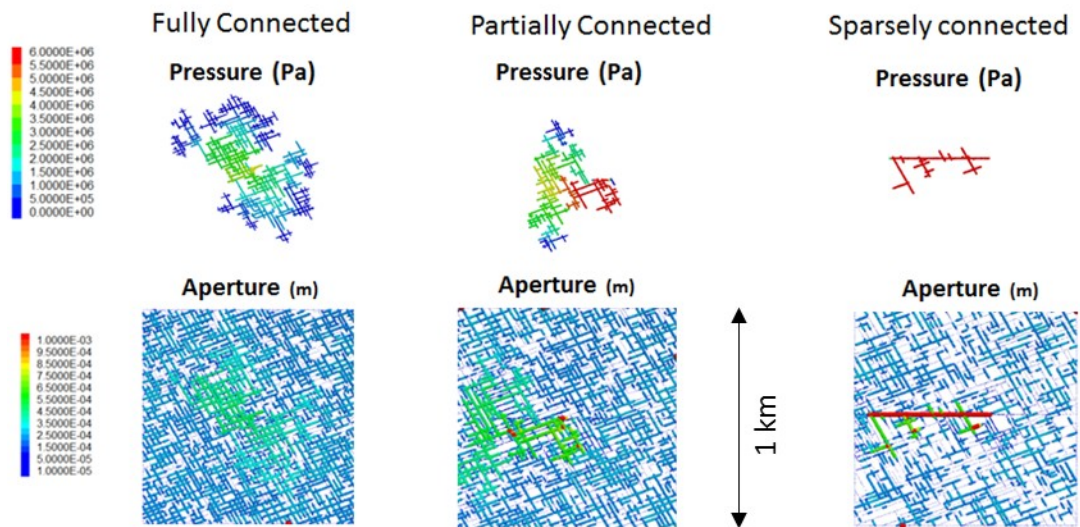 Fully Connected
Partially Connected
Sparsely connected
Pressure (Pa)
Pressure (Pa)
Pressure (Pa)
6.0000E+06
5.5000E+06
5.0000E+06
4.5000E+06
4.0000E+06
3.5000E+06
3.0000E+06
2.5000E+06
2.0000E+06
1.5000E+06
1.0000E+06
5.0000E+05
0.0000E+00
Aperture (m)
Aperture (m)
Aperture (m)
1.0000E-03
9.5000E-04
8.5000E-04
7.5000E-04
6.5000E-04
5.5000E-04
4.5000E-04
3.5000E-04
2.5000E-04
1.5000E-04
5.0000E-05
1.0000E-05
1 km